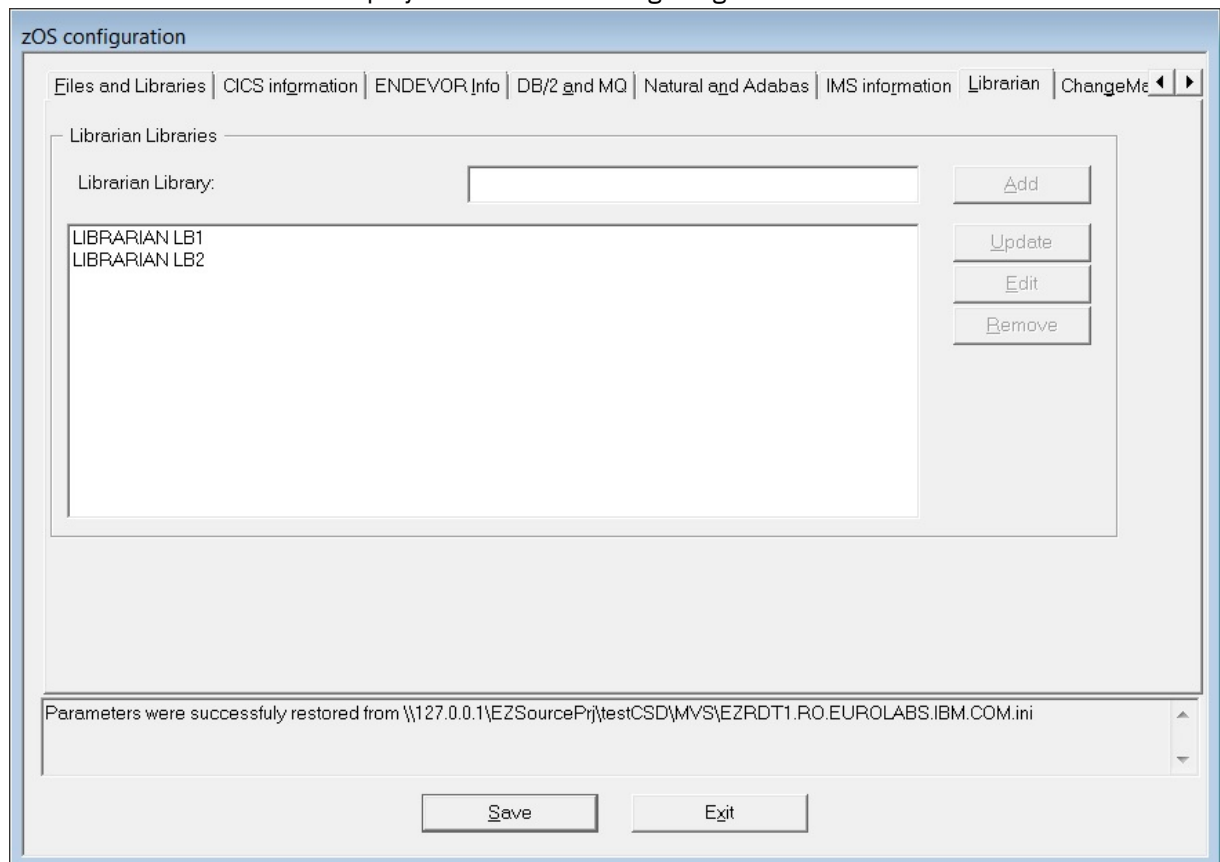 zOS configuration
Files and Libraries CICS information ENDEVOR Info DB/2 and MQ Natural and Adabas IMS information Librarian ChangeMa
Librarian Libraries
Librarian Library: Add
LIBRARIAN LB1 Update
LIBRARIAN LB2
Edit
Remove
Parameters were successfuly restored from \\127.0.0.1\EZSourcePrj\testCSD\MVS\EZRDT1.RO.EUROLABS.IBM.COM.ini
Save Exit